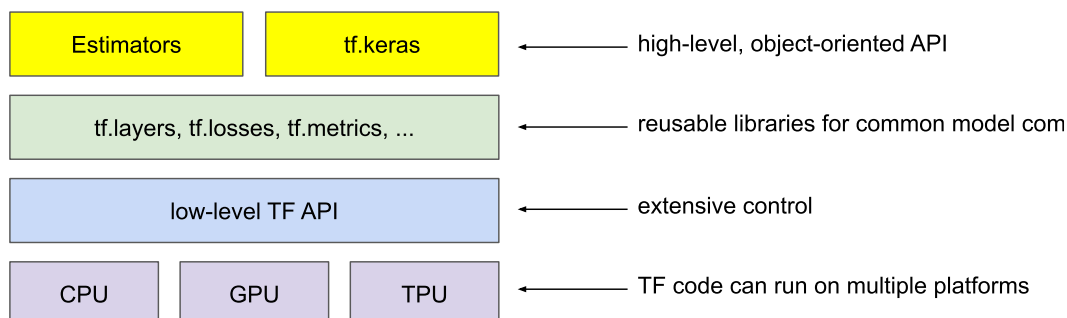 Estimators tf.keras high-level, object-oriented API
tf.layers, tf.losses, tf.metrics, ... reusable libraries for common model com
low-level TF API extensive control
CPU GPU TPU TF code can run on multiple platforms